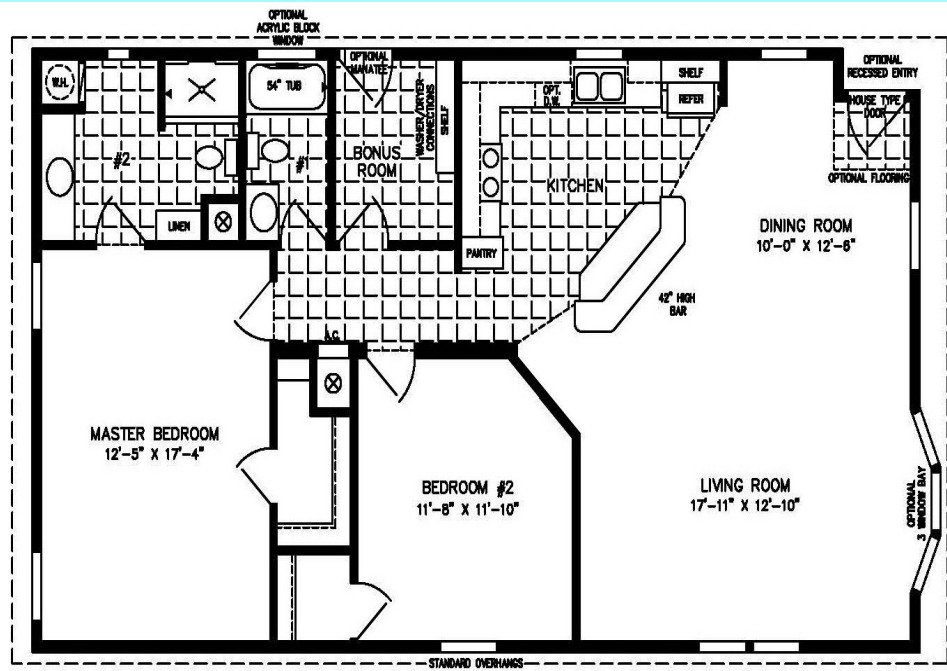 OPTIONAL
ACRYLIC BLOCK
WINDOW
W.H.
54" TUB
OPTIONAL
MANATEE
WASHER/DRYER
CONNECTIONS
SHELF
OPT.
D.W.
SHELF
REFER
OPTIONAL
RECESSED ENTRY
HOUSE TYPE
DOOR
OPTIONAL FLOORING
#2
BONUS
ROOM
KITCHEN
LINEN
PANTRY
DINING ROOM
10'-0" X 12'-6"
42" HIGH
BAR
A.C.
MASTER BEDROOM
12'-5" X 17'-4"
BEDROOM #2
11'-8" X 11'-10"
LIVING ROOM
17'-11" X 12'-10"
OPTIONAL
3 WINDOW BAY
STANDARD OVERHANGS